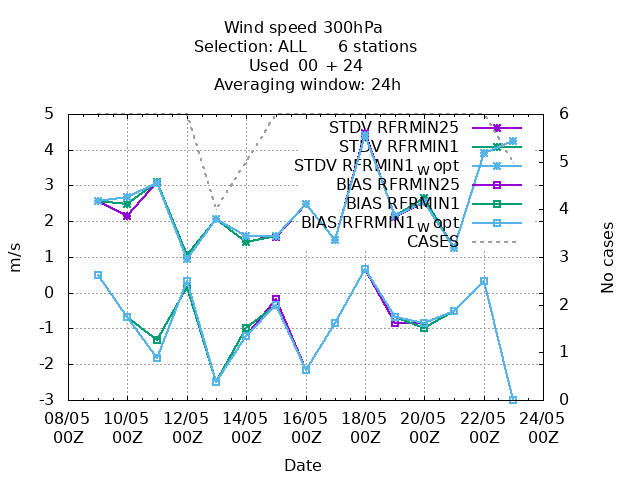 Wind speed 300hPa
Selection: ALL 6 stations
Used 00 + 24
Averaging window: 24h
5
4
3
2
1
0
-1
-2
-3
m/s
6
5
4
3
2
1
0
No cases
STDV RFRMIN25
STDV RFRMIN1
STDV RFRMIN1w opt
BIAS RFRMIN25
BIAS RFRMIN1
BIAS RFRMIN1w opt
CASES
08/05 10/05 12/05 14/05 16/05 18/05 20/05 22/05 24/05
00Z 00Z 00Z 00Z 00Z 00Z 00Z 00Z 00Z
Date